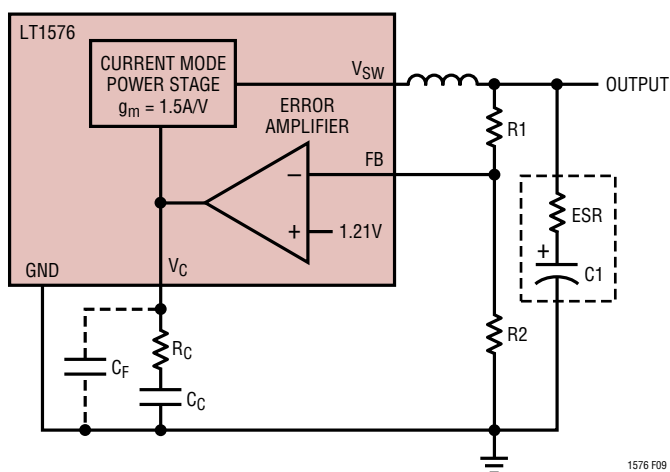 LT1576
CURRENT MODE
POWER STAGE
gm = 1.5A/V
VSW
OUTPUT
ERROR
AMPLIFIER
R1
FB
ESR
–
+
1.21V
+
C1
GND
VC
R2
RC
CF
CC
1576 F09